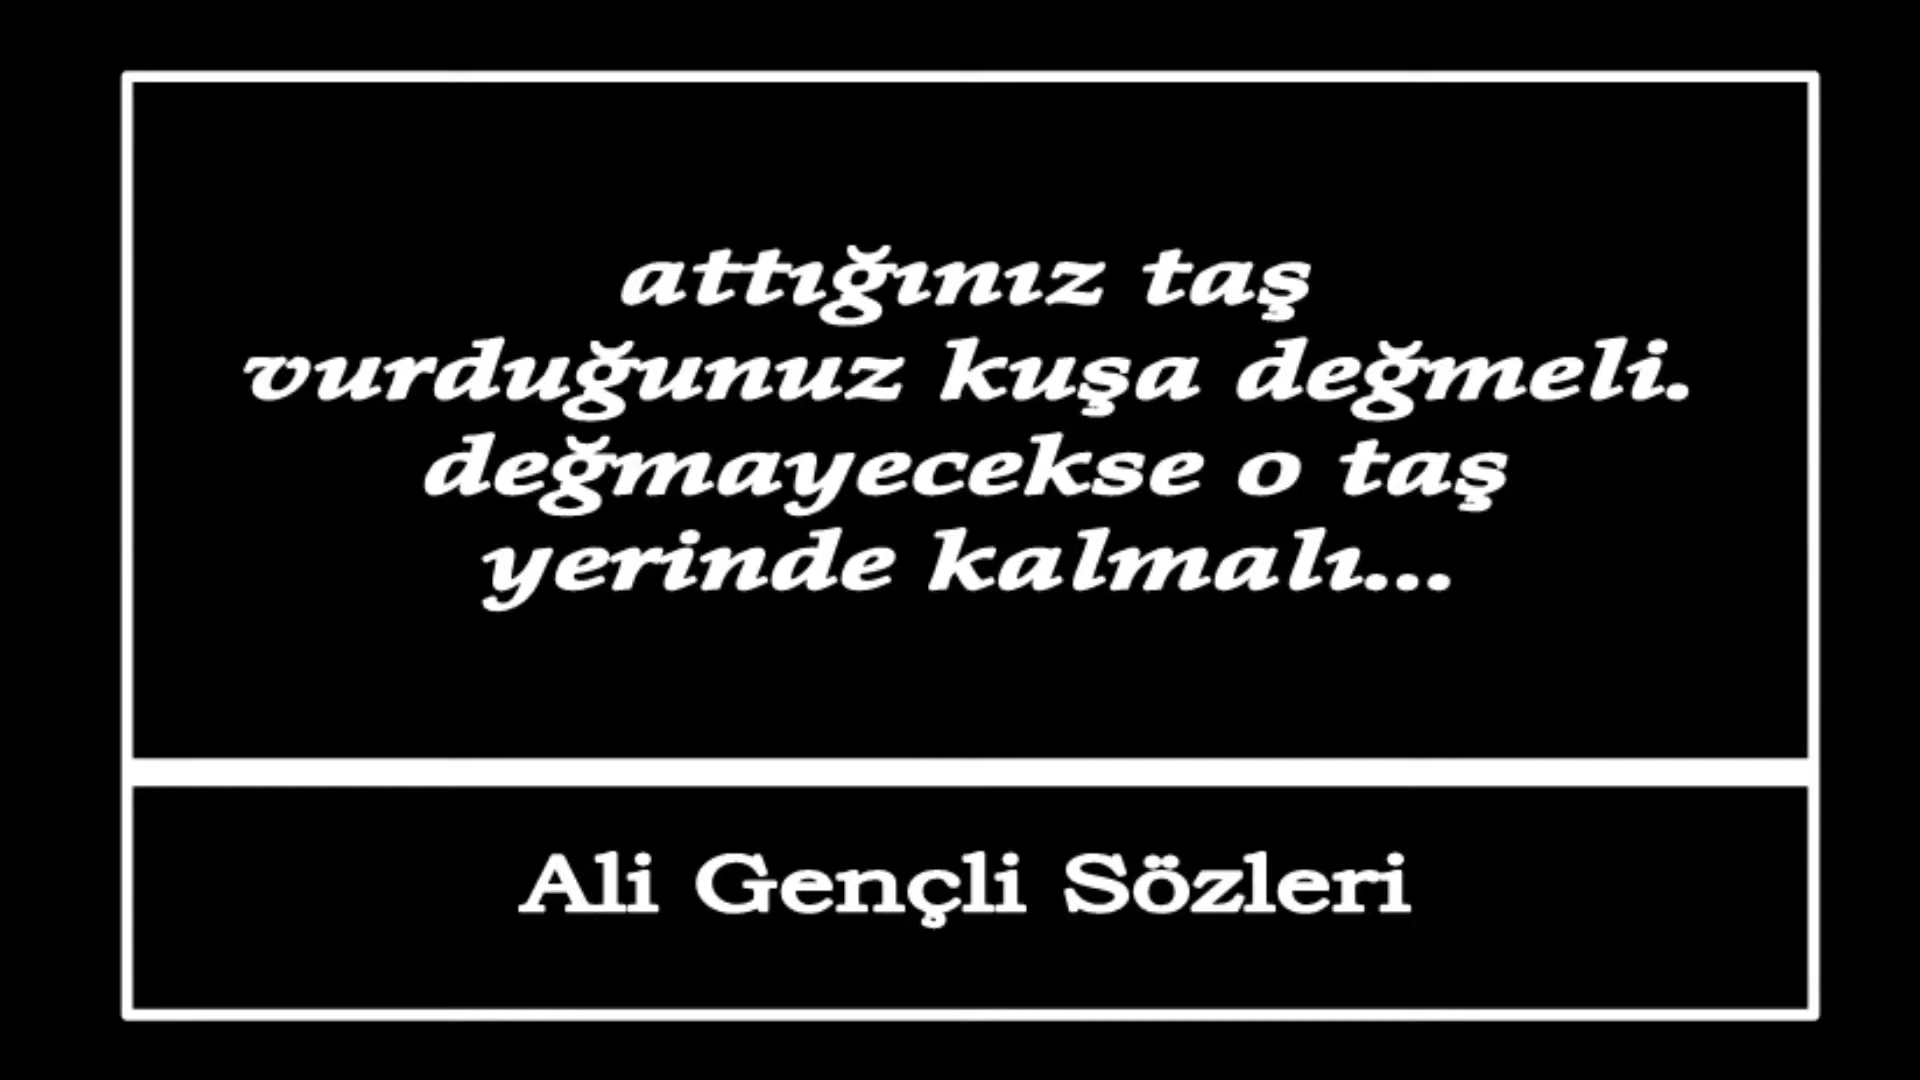 attığınız taş
vurduğunuz kuşa değmeli.
değmayecekse o taş
yerinde kalmalı...
Ali Gençli Sözleri